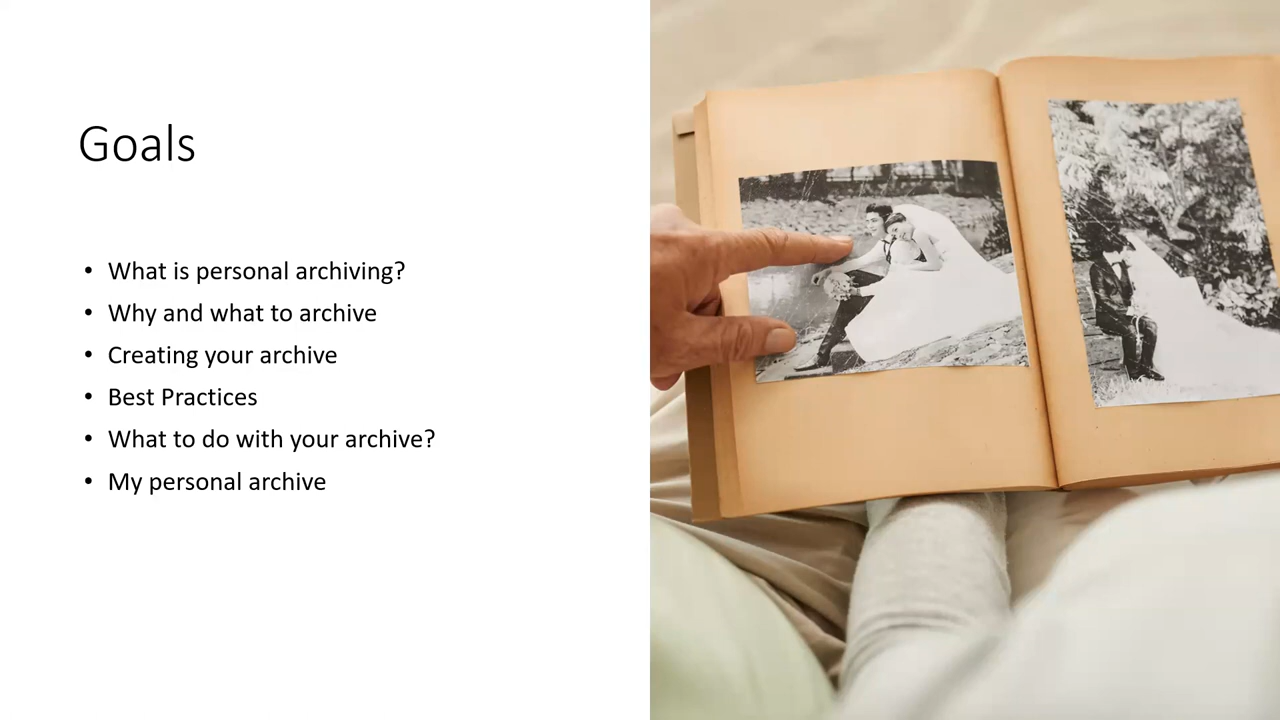 Goals
• What is personal archiving?
• Why and what to archive
• Creating your archive
• Best Practices
• What to do with your archive?
• My personal archive